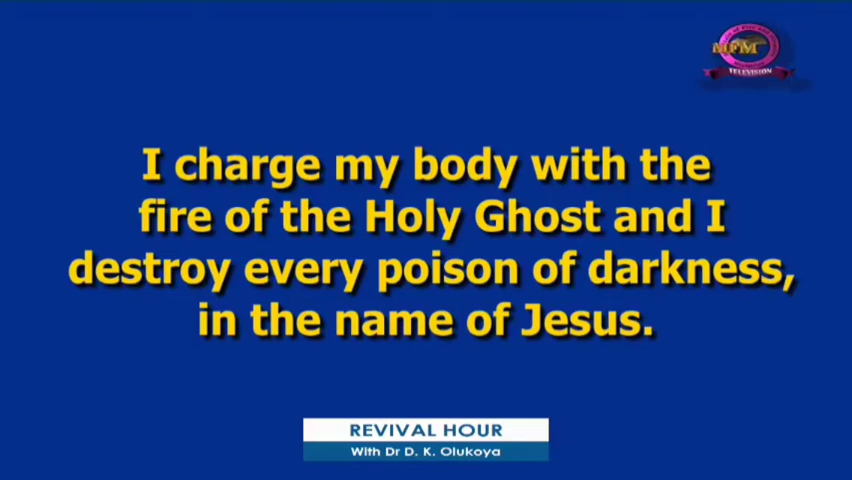 MFM
TELEVISION
I charge my body with the
fire of the Holy Ghost and I
destroy every poison of darkness,
in the name of Jesus.
REVIVAL HOUR
With Dr D. K. Olukoya